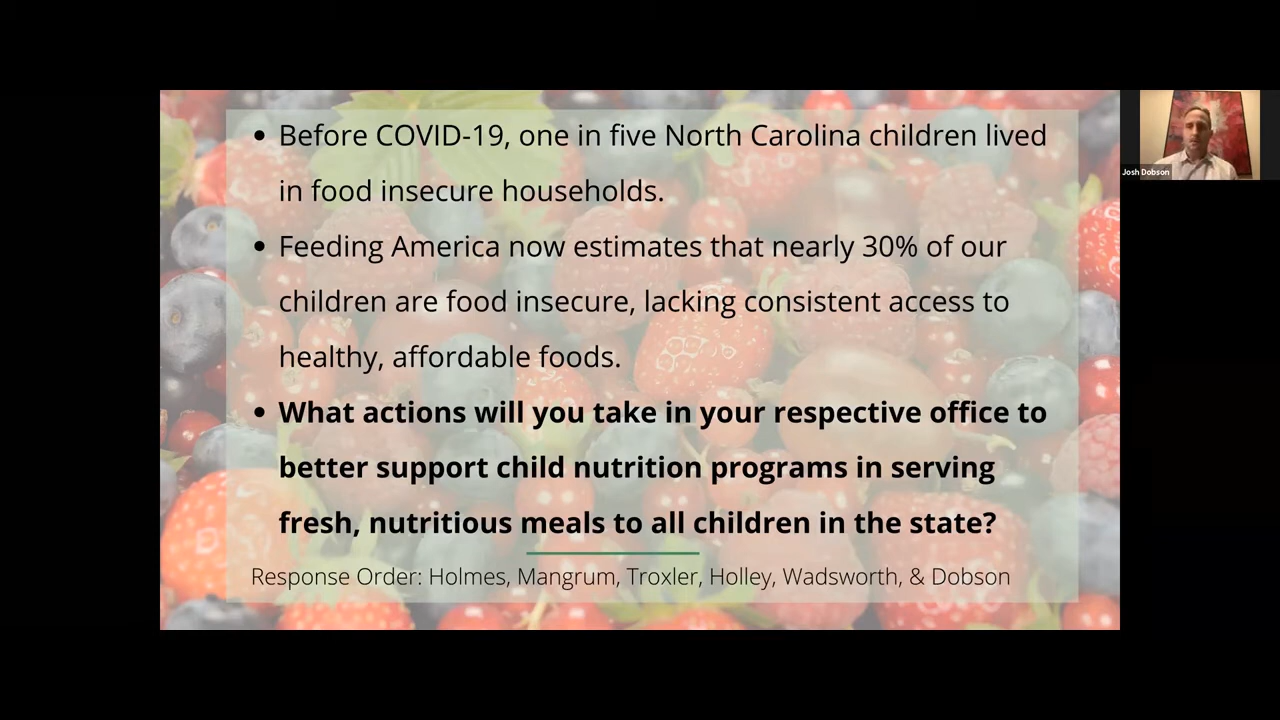 • Before COVID-19, one in five North Carolina children lived
in food insecure households.
• Feeding America now estimates that nearly 30% of our
children are food insecure, lacking consistent access to
healthy, affordable foods.
• What actions will you take in your respective office to
better support child nutrition programs in serving
fresh, nutritious meals to all children in the state?
Response Order: Holmes, Mangrum, Troxler, Holley, Wadsworth, & Dobson
Josh Dobson